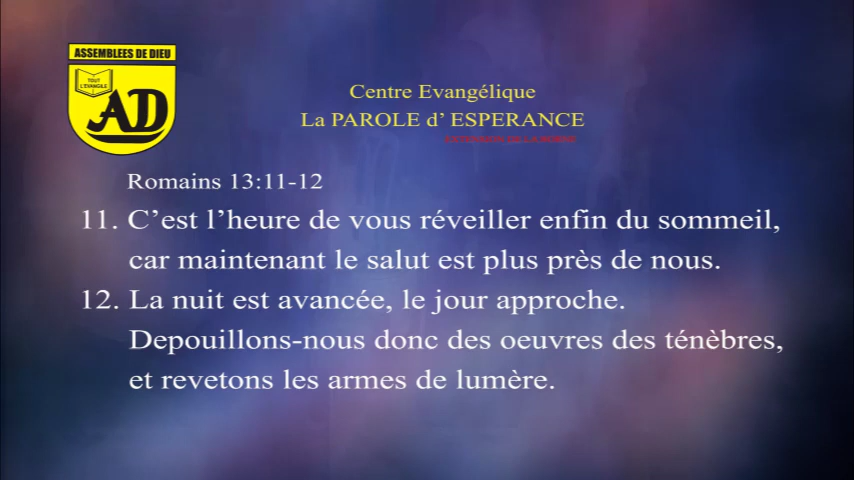 ASSEMBLEES DE DIEU
TOUT
L'EVANGILE
AD
Centre Evangélique
La PAROLE d’ ESPERANCE
Romains 13:11-12
11. C’est l’heure de vous réveiller enfin du sommeil,
car maintenant le salut est plus près de nous.
12. La nuit est avancée, le jour approche.
Depouillons-nous donc des oeuvres des ténèbres,
et revetons les armes de lumère.